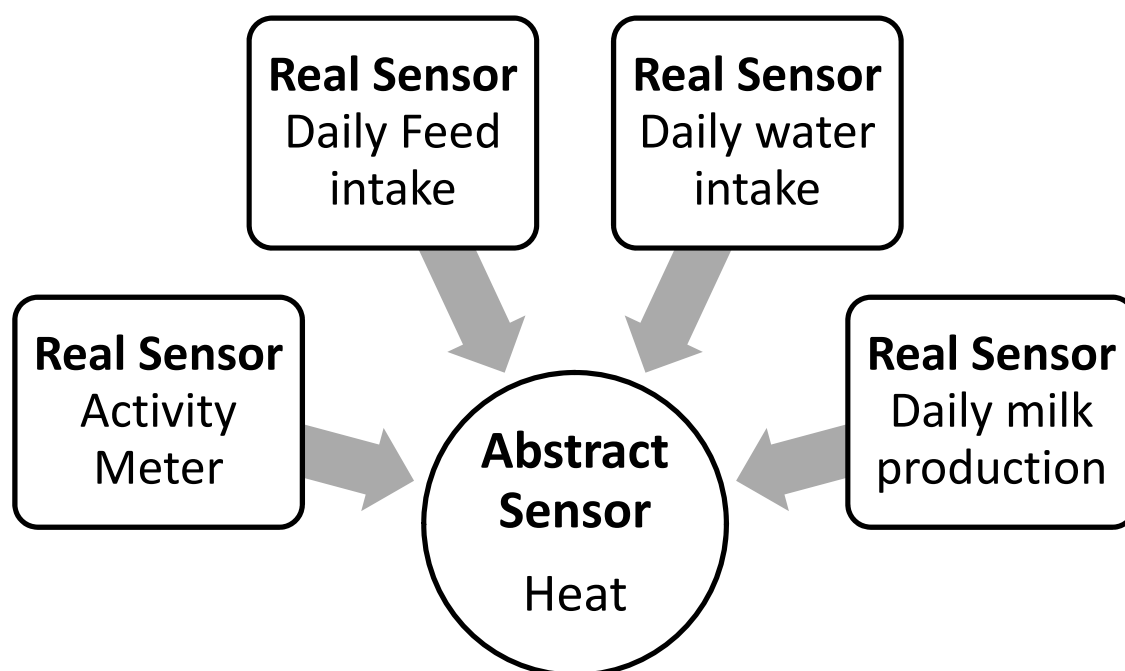 Real Sensor
Daily Feed
intake
Real Sensor
Daily water
intake
Real Sensor
Activity
Meter
Real Sensor
Daily milk
production
Abstract
Sensor
Heat